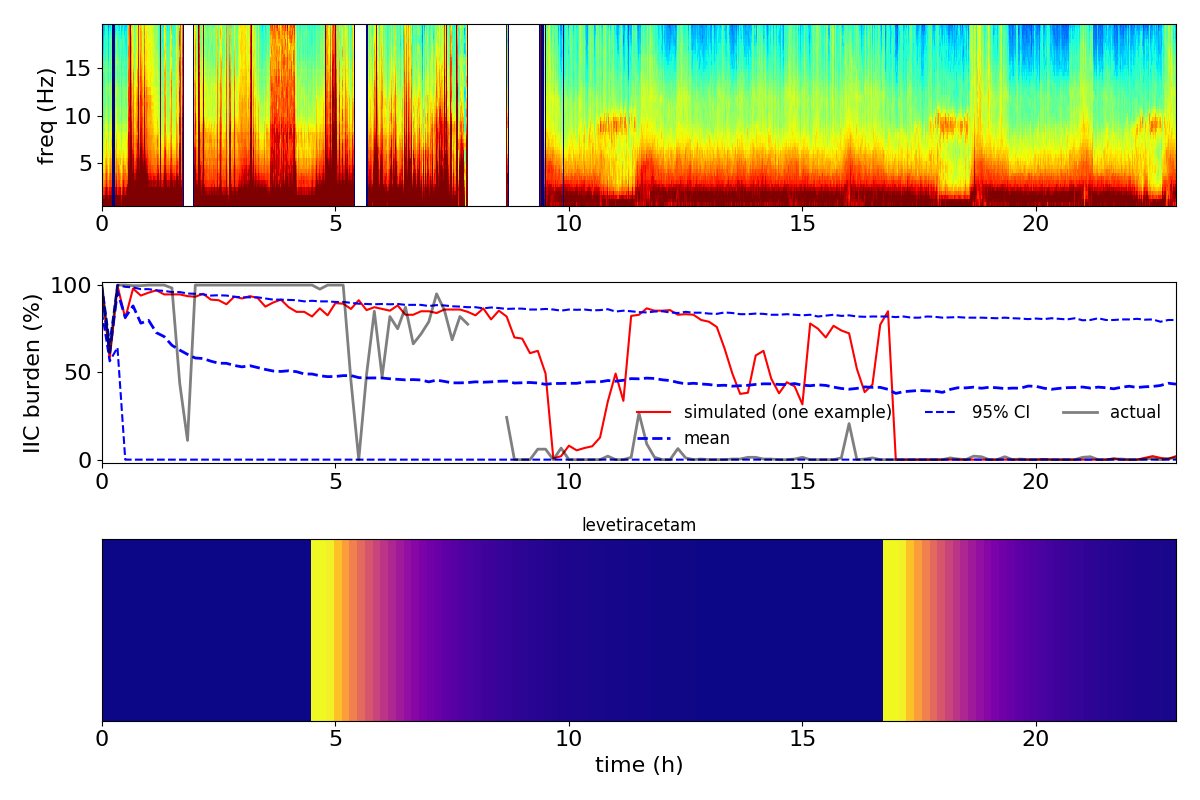 freq (Hz)
15
10
5
0 5 10 15 20
IIC burden (%)
100
50
0
simulated (one example) 95% CI actual
mean
0 5 10 15 20
levetiracetam
0 5 10 15 20
time (h)